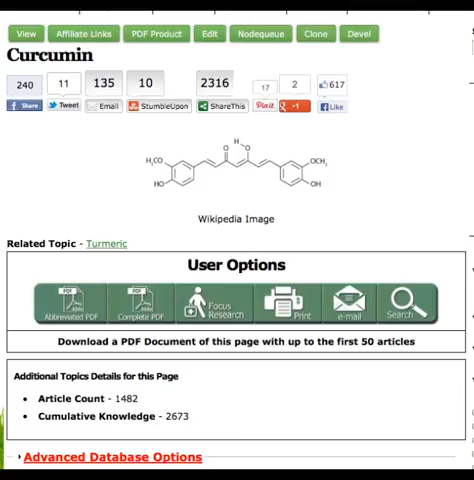 View Affiliate Links PDF Product Edit Nodequeue Clone Devel
Curcumin
240 11 135 10 2316 17 2 617
Share Tweet Email StumbleUpon ShareThis Pinit +1 Like
H
O O
H₃CO OCH₃
HO OH
Wikipedia Image
Related Topic - Turmeric
User Options
PDF PDF
Abbreviated PDF Complete PDF Focus Research Print e-mail Search
Download a PDF Document of this page with up to the first 50 articles
Additional Topics Details for this Page
• Article Count - 1482
• Cumulative Knowledge - 2673
Advanced Database Options